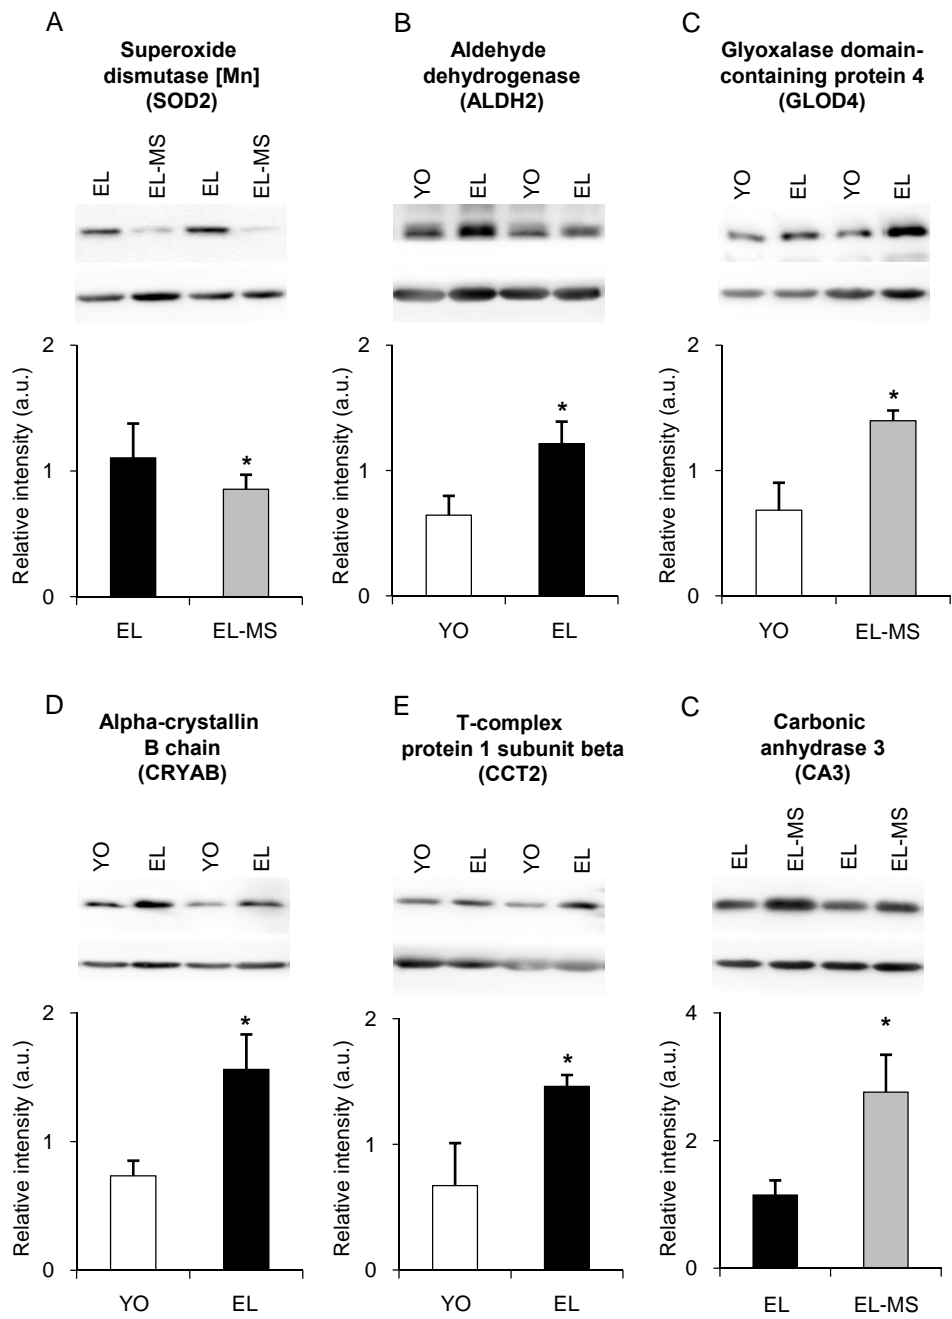 A
Superoxide
dismutase [Mn]
(SOD2)
EL
EL-MS
EL
EL-MS
2
1
0
Relative intensity (a.u.)
*
EL
EL-MS
B
Aldehyde
dehydrogenase
(ALDH2)
YO
EL
YO
EL
2
1
0
Relative intensity (a.u.)
*
YO
EL
C
Glyoxalase domain-
containing protein 4
(GLOD4)
YO
EL
YO
EL
2
1
0
Relative intensity (a.u.)
*
YO
EL-MS
D
Alpha-crystallin
B chain
(CRYAB)
YO
EL
YO
EL
2
1
0
Relative intensity (a.u.)
*
YO
EL
E
T-complex
protein 1 subunit beta
(CCT2)
YO
EL
YO
EL
2
1
0
Relative intensity (a.u.)
*
YO
EL
C
Carbonic
anhydrase 3
(CA3)
EL
EL-MS
EL
EL-MS
4
2
0
Relative intensity (a.u.)
*
EL
EL-MS